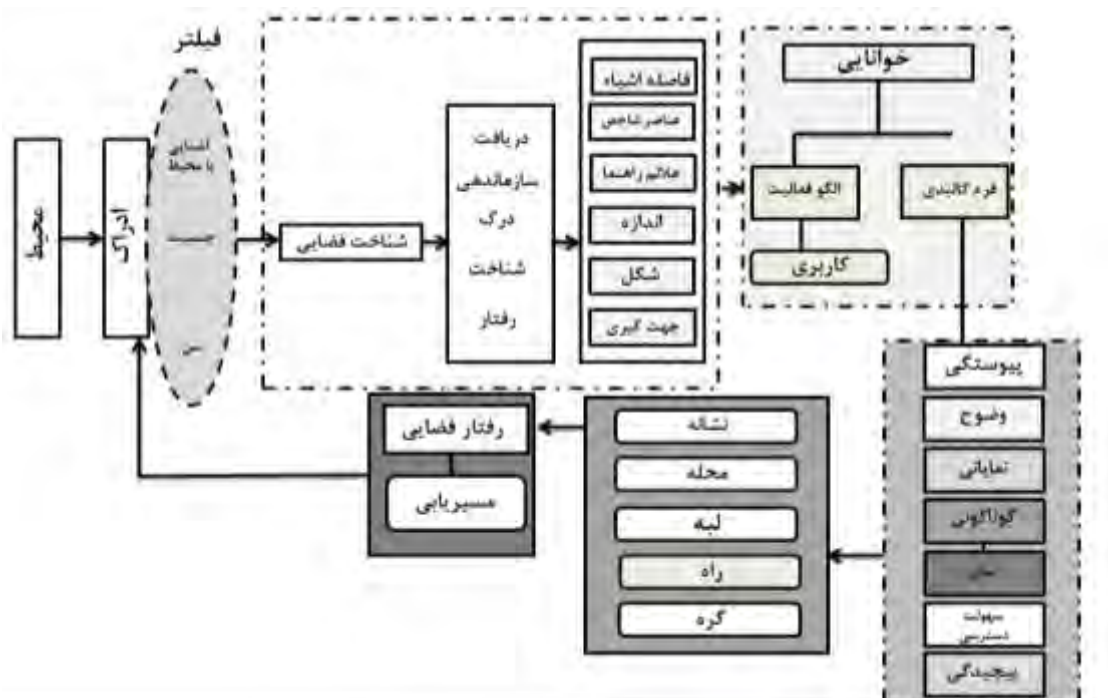 فیلتر
محیط
ادراک
آشنایی
با محیط
جنسیت
سن
شناخت فضایی
دریافت
سازماندهی
درک
شناخت
رفتار
فاصله اشیاء
عناصر شاخص
علائم راهنما
اندازه
شکل
جهت گیری
خوانایی
الگو فعالیت
فرم کالبدی
کاربری
پیوستگی
وضوح
نمایانی
گوناگونی
سهولت
دسترسی
پیچیدگی
نشانه
محله
لبه
راه
گره
رفتار فضایی
مسیریابی